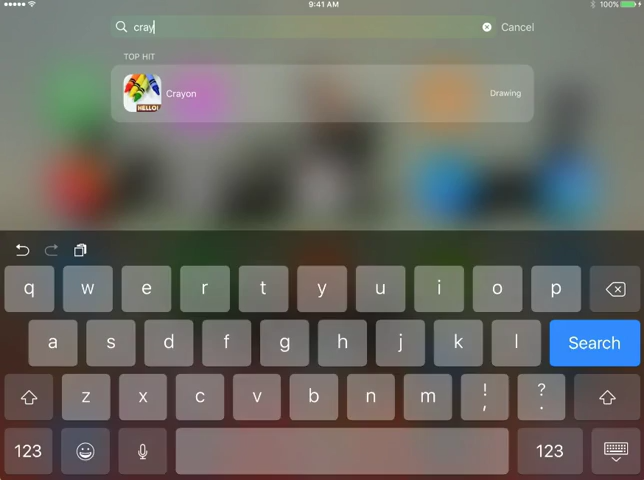 9:41 AM
100%
cray
Cancel
TOP HIT
Crayon
Drawing
HELLO!
q w e r t y u i o p
a s d f g h j k l Search
z x c v b n m ! , ? .
123 123